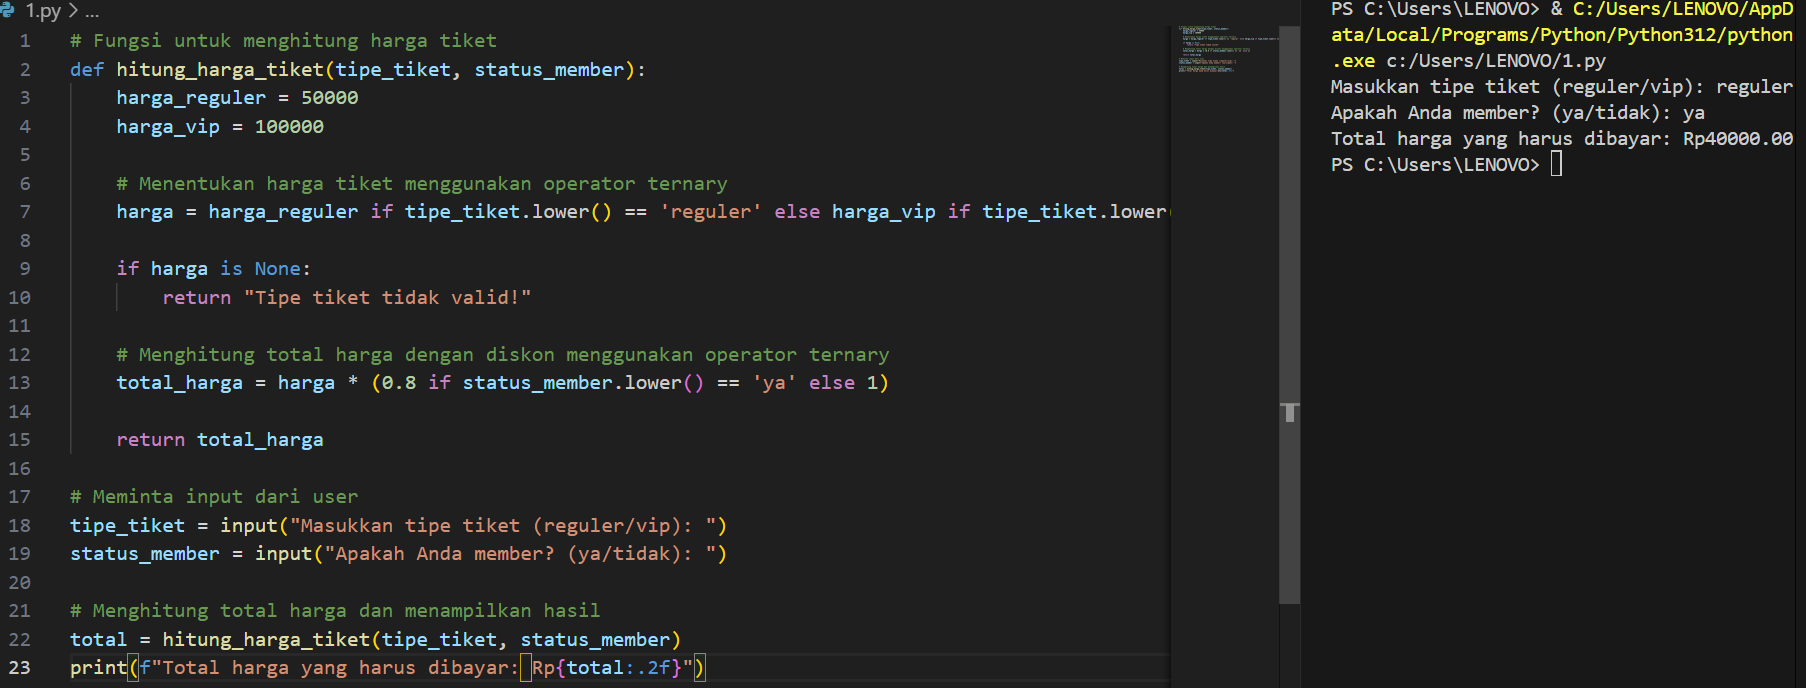 1.py > ...
1 # Fungsi untuk menghitung harga tiket
2 def hitung_harga_tiket(tipe_tiket, status_member):
3 harga_reguler = 50000
4 harga_vip = 100000
5
6 # Menentukan harga tiket menggunakan operator ternary
7 harga = harga_reguler if tipe_tiket.lower() == 'reguler' else harga_vip if tipe_tiket.lower(
8
9 if harga is None:
10 return "Tipe tiket tidak valid!"
11
12 # Menghitung total harga dengan diskon menggunakan operator ternary
13 total_harga = harga * (0.8 if status_member.lower() == 'ya' else 1)
14
15 return total_harga
16
17 # Meminta input dari user
18 tipe_tiket = input("Masukkan tipe tiket (reguler/vip): ")
19 status_member = input("Apakah Anda member? (ya/tidak): ")
20
21 # Menghitung total harga dan menampilkan hasil
22 total = hitung_harga_tiket(tipe_tiket, status_member)
23 print(f"Total harga yang harus dibayar: Rp{total:.2f}")
PS C:\Users\LENOVO> & C:/Users/LENOVO/AppD
ata/Local/Programs/Python/Python312/python
.exe c:/Users/LENOVO/1.py
Masukkan tipe tiket (reguler/vip): reguler
Apakah Anda member? (ya/tidak): ya
Total harga yang harus dibayar: Rp40000.00
PS C:\Users\LENOVO>